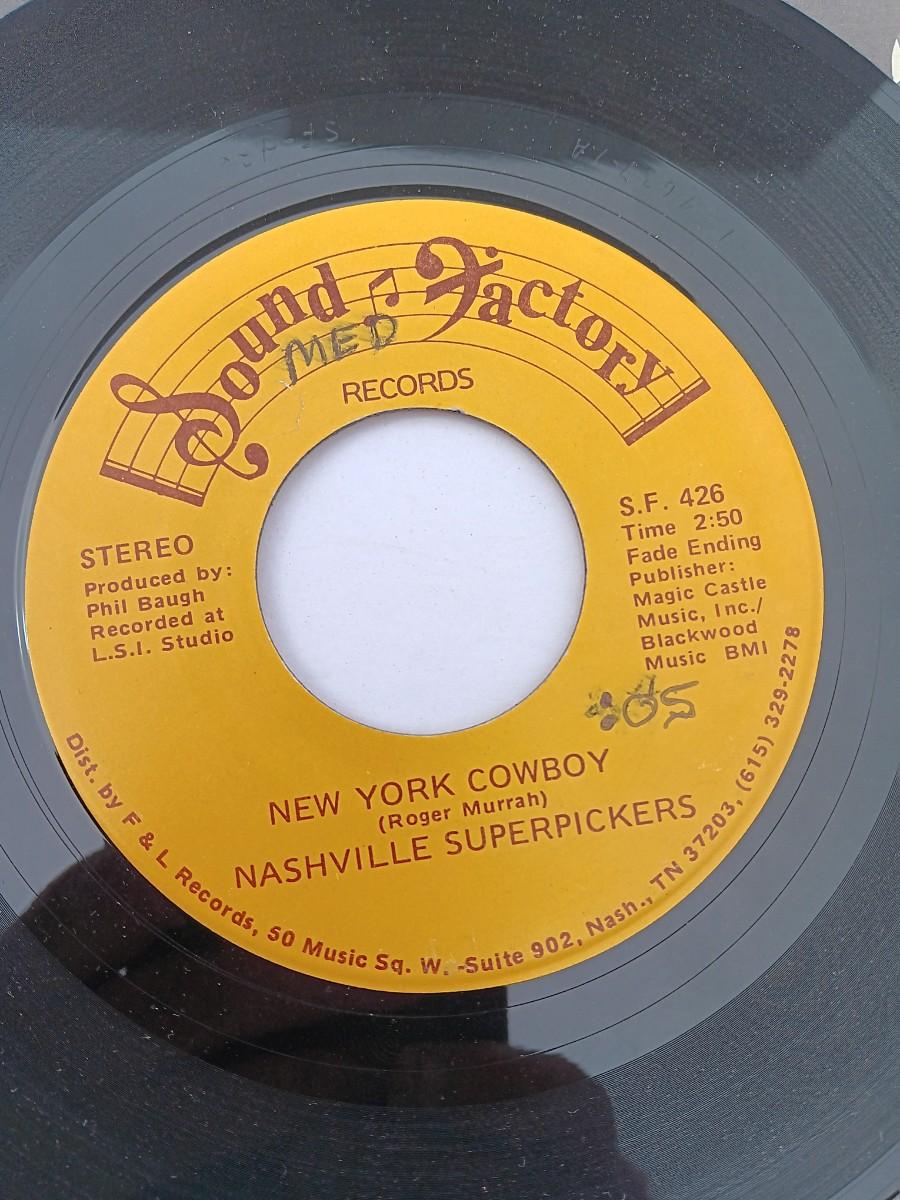 Sound Factory
MED
RECORDS
STEREO
Produced by:
Phil Baugh
Recorded at
L.S.I. Studio
S.F. 426
Time 2:50
Fade Ending
Publisher:
Magic Castle
Music, Inc./
Blackwood
Music BMI
:05
NEW YORK COWBOY
(Roger Murrah)
NASHVILLE SUPERPICKERS
Dist. by F & L Records, 50 Music Sq. W. -Suite 902, Nash., TN 37203, (615) 329-2278